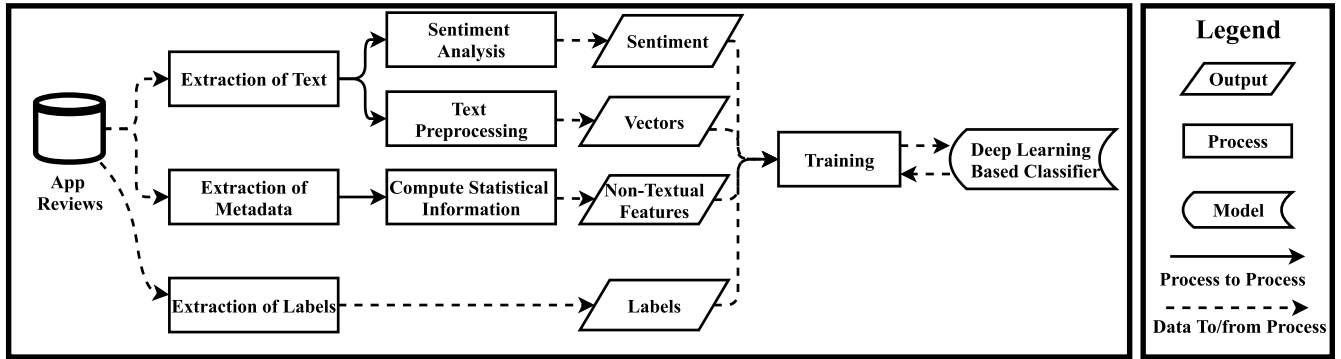 App
Reviews
Extraction of Text
Extraction of
Metadata
Extraction of Labels
Sentiment
Analysis
Text
Preprocessing
Compute Statistical
Information
Sentiment
Vectors
Non-Textual
Features
Labels
Training
Deep Learning
Based Classifier
Legend
Output
Process
Model
Process to Process
Data To/from Process